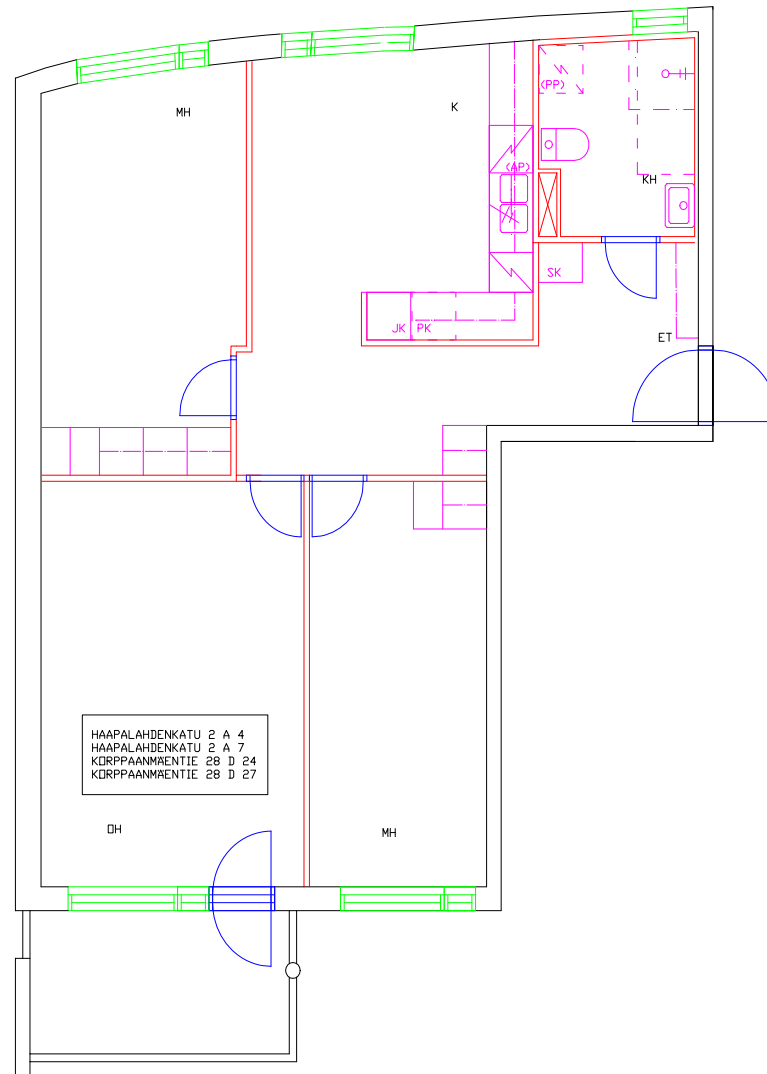 (PP)
MH
K
(AP)
KH
SK
JK PK
ET
HAAPALAHDENKATU 2 A 4
HAAPALAHDENKATU 2 A 7
KORPPAANMÄENTIE 28 D 24
KORPPAANMÄENTIE 28 D 27
OH
MH